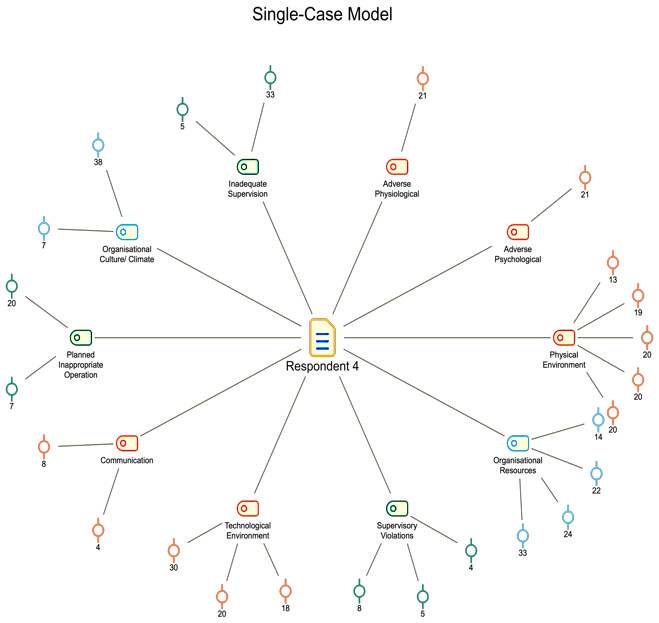 Single-Case Model
33
21
5
38
Inadequate
Supervision
Adverse
Physiological
21
7
Organisational
Culture/ Climate
Adverse
Psychological
13
20
19
Planned
Inappropriate
Operation
Respondent 4
Physical
Environment
20
20
7
20
14
8
Communication
Organisational
Resources
22
4
Technological
Environment
Supervisory
Violations
24
33
30
4
20
18
8
5